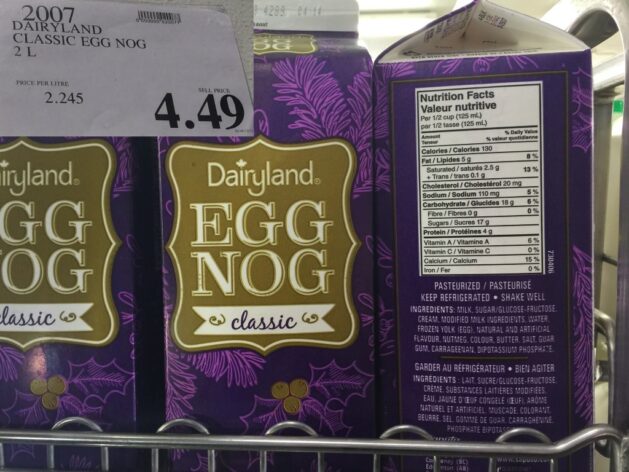 2007
DAIRYLAND
CLASSIC EGG NOG
2 L
PRICE PER LITRE
2.245
SELL PRICE
4.49
iryland
GG
OG
classic
Dairyland
EGG
NOG
classic
Nutrition Facts
Valeur nutritive
Per 1/2 cup (125 mL)
par 1/2 tasse (125 mL)
Amount % Daily Value
Teneur % valeur quotidienne
Calories / Calories 130
Fat / Lipides 5 g 8 %
Saturated / saturés 2.5 g 13 %
+ Trans / trans 0.1 g
Cholesterol / Cholestérol 20 mg
Sodium / Sodium 110 mg 5 %
Carbohydrate / Glucides 18 g 6 %
Fibre / Fibres 0 g 0 %
Sugars / Sucres 17 g
Protein / Protéines 4 g
Vitamin A / Vitamine A 6 %
Vitamin C / Vitamine C 0 %
Calcium / Calcium 15 %
Iron / Fer 0 %
730406
PASTEURIZED / PASTEURISÉ
KEEP REFRIGERATED • SHAKE WELL
INGREDIENTS: MILK, SUGAR/GLUCOSE-FRUCTOSE,
CREAM, MODIFIED MILK INGREDIENTS, WATER,
FROZEN YOLK (EGG), NATURAL AND ARTIFICIAL
FLAVOUR, NUTMEG, COLOUR, BUTTER, SALT, GUAR
GUM, CARRAGEENAN, DIPOTASSIUM PHOSPHATE.
GARDER AU RÉFRIGÉRATEUR • BIEN AGITER
INGRÉDIENTS : LAIT, SUCRE/GLUCOSE-FRUCTOSE,
CRÈME, SUBSTANCES LAITIÈRES MODIFIÉES,
EAU, JAUNE D'ŒUF CONGELÉ (ŒUF), ARÔME
NATUREL ET ARTIFICIEL, MUSCADE, COLORANT,
BEURRE, SEL, GOMME DE GUAR, CARRAGHÉNINE,
PHOSPHATE DIPOTAS